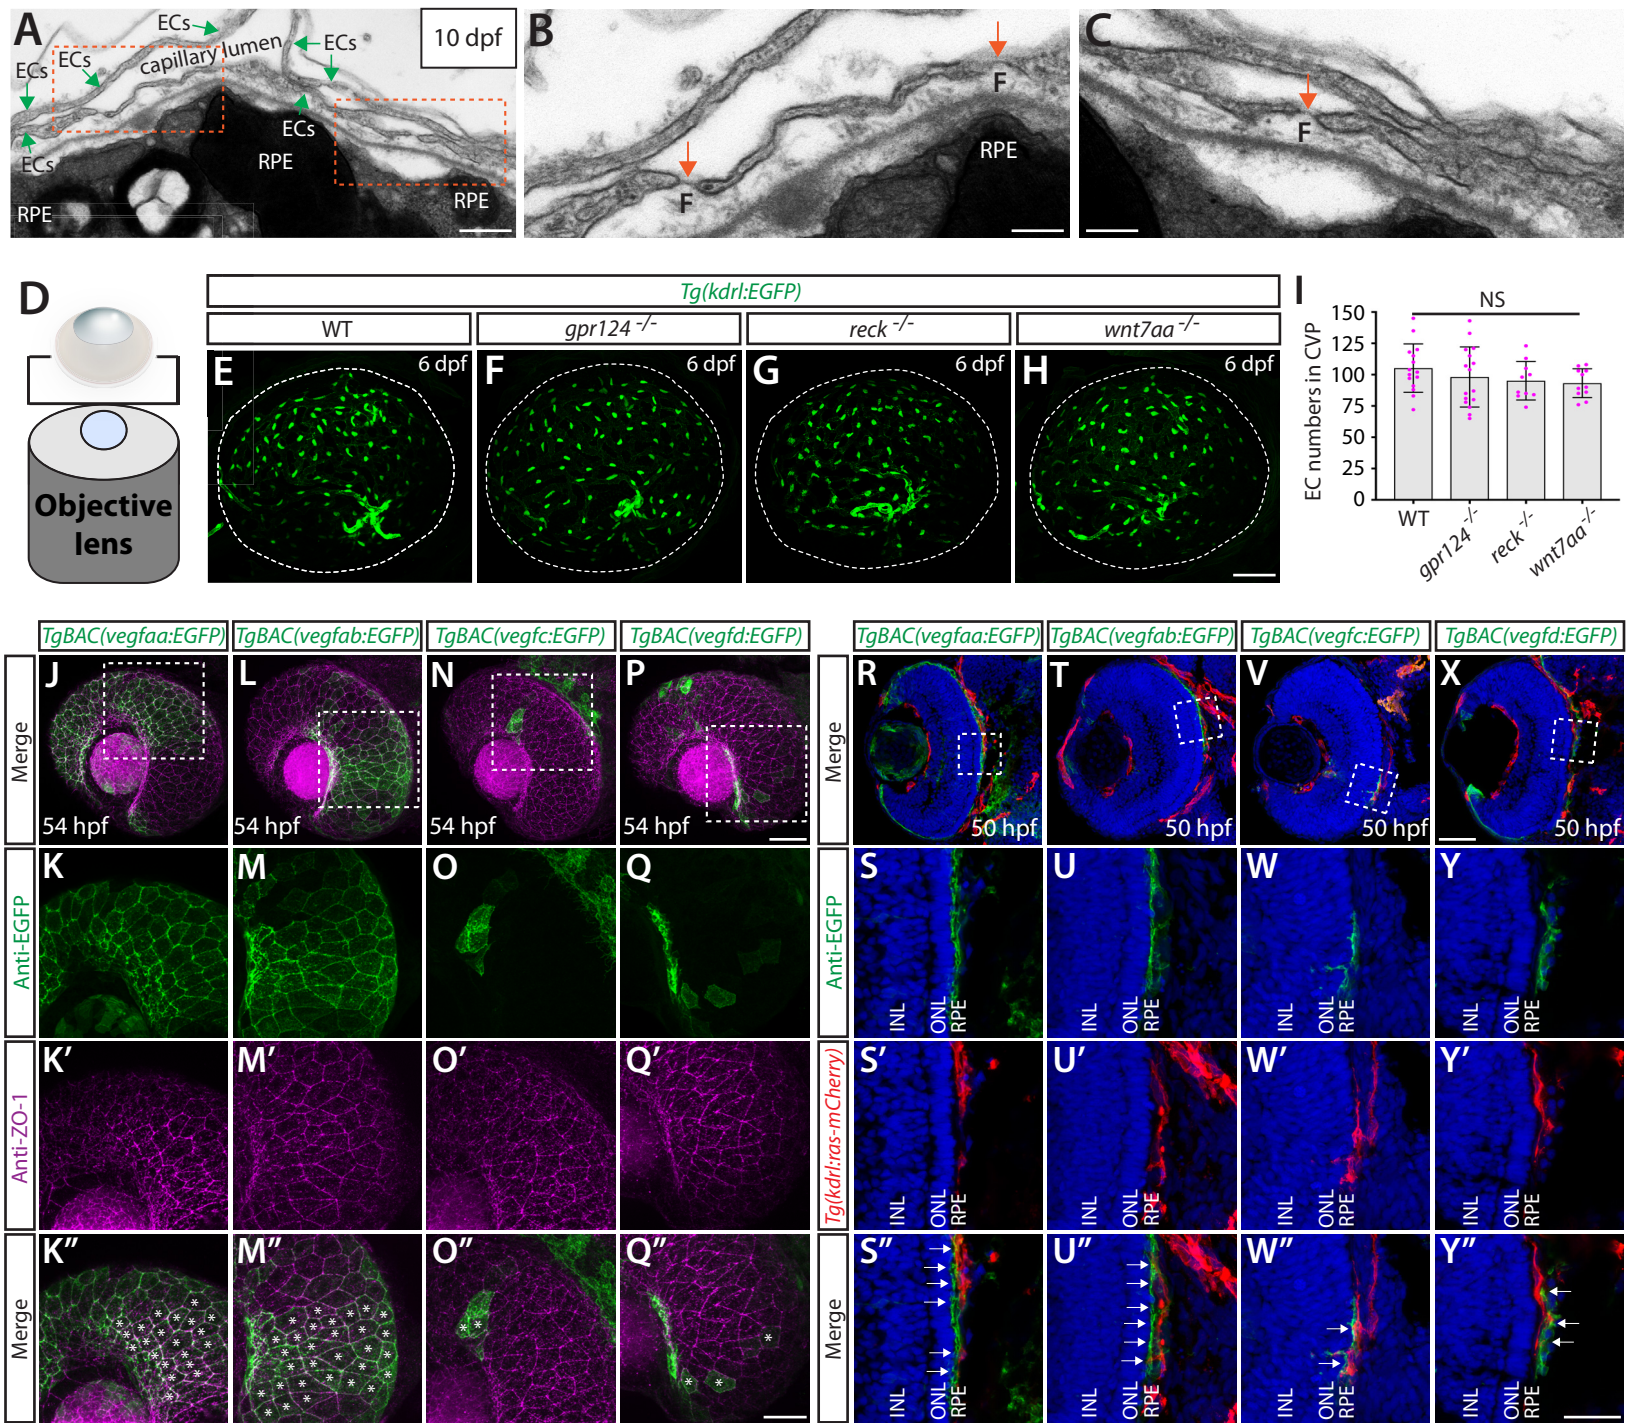 A
ECs
ECs
10 dpf
ECs
capillary lumen
ECs
ECs
ECs
RPE
RPE
RPE
B
F
F
RPE
C
F
D
Objective
lens
Tg(kdrl:EGFP)
WT
gpr124 -/-
reck -/-
wnt7aa -/-
E
6 dpf
F
6 dpf
G
6 dpf
H
6 dpf
I
NS
EC numbers in CVP
150
125
100
75
50
25
0
WT
gpr124 -/-
reck -/-
wnt7aa -/-
TgBAC(vegfaa:EGFP)
TgBAC(vegfab:EGFP)
TgBAC(vegfc:EGFP)
TgBAC(vegfd:EGFP)
Merge
J
54 hpf
L
54 hpf
N
54 hpf
P
54 hpf
Anti-EGFP
K
M
O
Q
Anti-ZO-1
K′
M′
O′
Q′
Merge
K″
M″
O″
Q″
TgBAC(vegfaa:EGFP)
TgBAC(vegfab:EGFP)
TgBAC(vegfc:EGFP)
TgBAC(vegfd:EGFP)
Merge
R
50 hpf
T
50 hpf
V
50 hpf
X
50 hpf
Anti-EGFP
S
INL
ONL
RPE
U
INL
ONL
RPE
W
INL
ONL
RPE
Y
INL
ONL
RPE
Tg(kdrl:ras-mCherry)
S′
INL
ONL
RPE
U′
INL
ONL
RPE
W′
INL
ONL
RPE
Y′
INL
ONL
RPE
Merge
S″
INL
ONL
RPE
U″
INL
ONL
RPE
W″
INL
ONL
RPE
Y″
INL
ONL
RPE